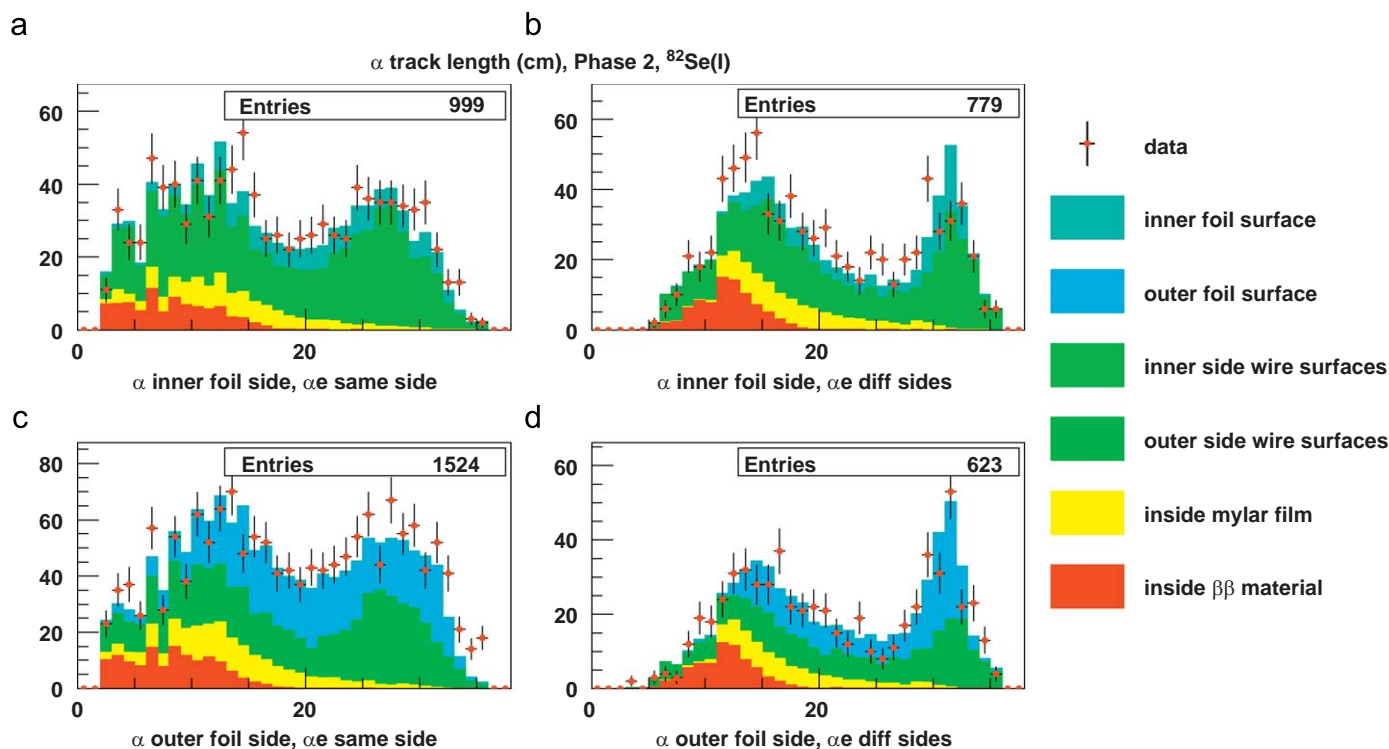 a
b
α track length (cm), Phase 2, ⁸²Se(I)
Entries 999
60
40
20
0
0 20
α inner foil side, αe same side
Entries 779
60
40
20
0
0 20
α inner foil side, αe diff sides
c
d
Entries 1524
80
60
40
20
0
0 20
α outer foil side, αe same side
Entries 623
60
40
20
0
0 20
α outer foil side, αe diff sides
data
inner foil surface
outer foil surface
inner side wire surfaces
outer side wire surfaces
inside mylar film
inside ββ material